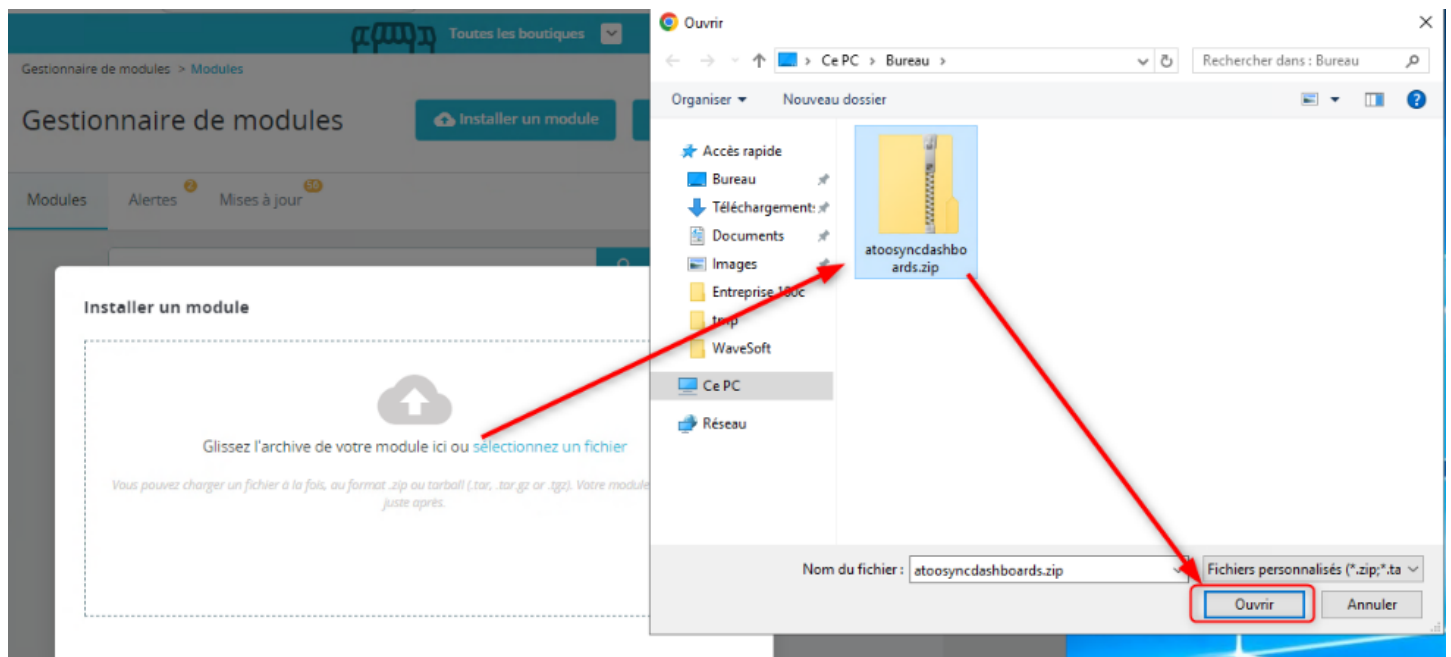 Toutes les boutiques
Gestionnaire de modules > Modules
Gestionnaire de modules
Installer un module
Modules
Alertes
2
Mises à jour
50
Installer un module
Glissez l'archive de votre module ici ou sélectionnez un fichier
Vous pouvez charger un fichier à la fois, au format .zip ou tarball (.tar, .tar.gz or .tgz). Votre module
juste après.
Ouvrir
Ce PC > Bureau >
Rechercher dans : Bureau
Organiser
Nouveau dossier
Accès rapide
Bureau
Téléchargements
Documents
Images
Entreprise 100c
tmp
WaveSoft
Ce PC
Réseau
atoosyncdashbo
ards.zip
Nom du fichier :
atoosyncdashboards.zip
Fichiers personnalisés (*.zip;*.ta
Ouvrir
Annuler